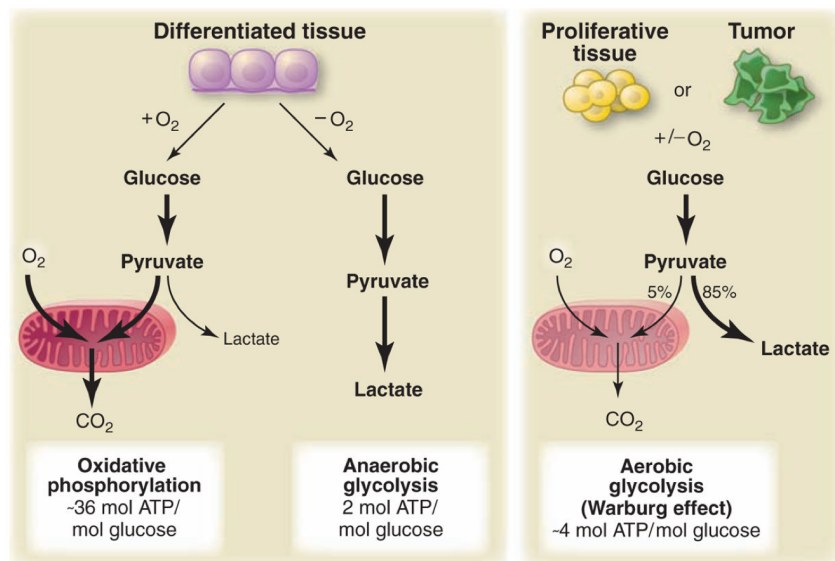 Differentiated tissue
+O₂
−O₂
Glucose
Glucose
O₂
Pyruvate
Pyruvate
Lactate
Lactate
CO₂
Oxidative
phosphorylation
~36 mol ATP/
mol glucose
Anaerobic
glycolysis
2 mol ATP/
mol glucose
Proliferative
tissue
or
Tumor
+/−O₂
Glucose
O₂
Pyruvate
5%
85%
Lactate
CO₂
Aerobic
glycolysis
(Warburg effect)
~4 mol ATP/mol glucose